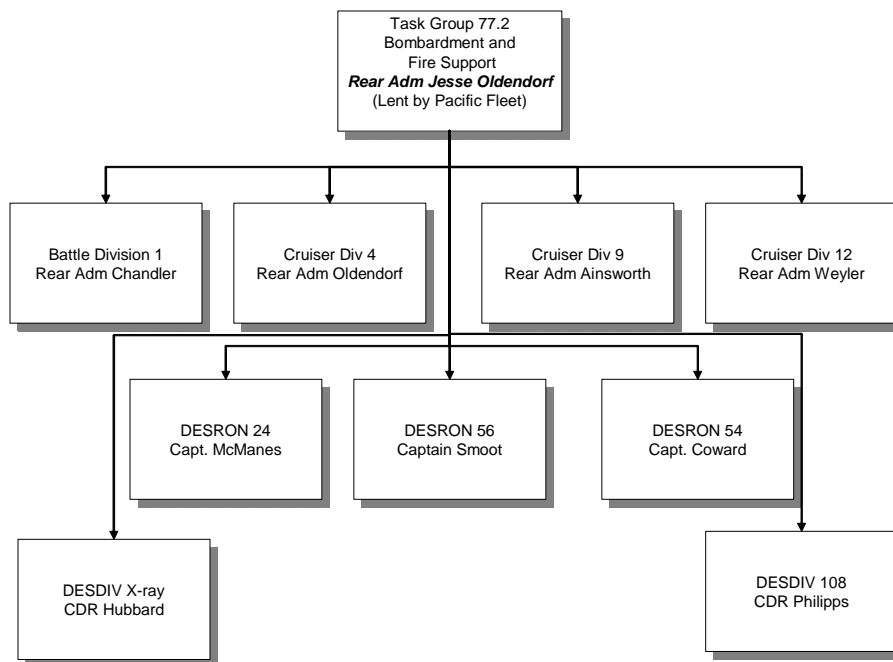 Task Group 77.2
Bombardment and
Fire Support
Rear Adm Jesse Oldendorf
(Lent by Pacific Fleet)
Battle Division 1
Rear Adm Chandler
Cruiser Div 4
Rear Adm Oldendorf
Cruiser Div 9
Rear Adm Ainsworth
Cruiser Div 12
Rear Adm Weyler
DESRON 24
Capt. McManes
DESRON 56
Captain Smoot
DESRON 54
Capt. Coward
DESDIV X-ray
CDR Hubbard
DESDIV 108
CDR Philipps